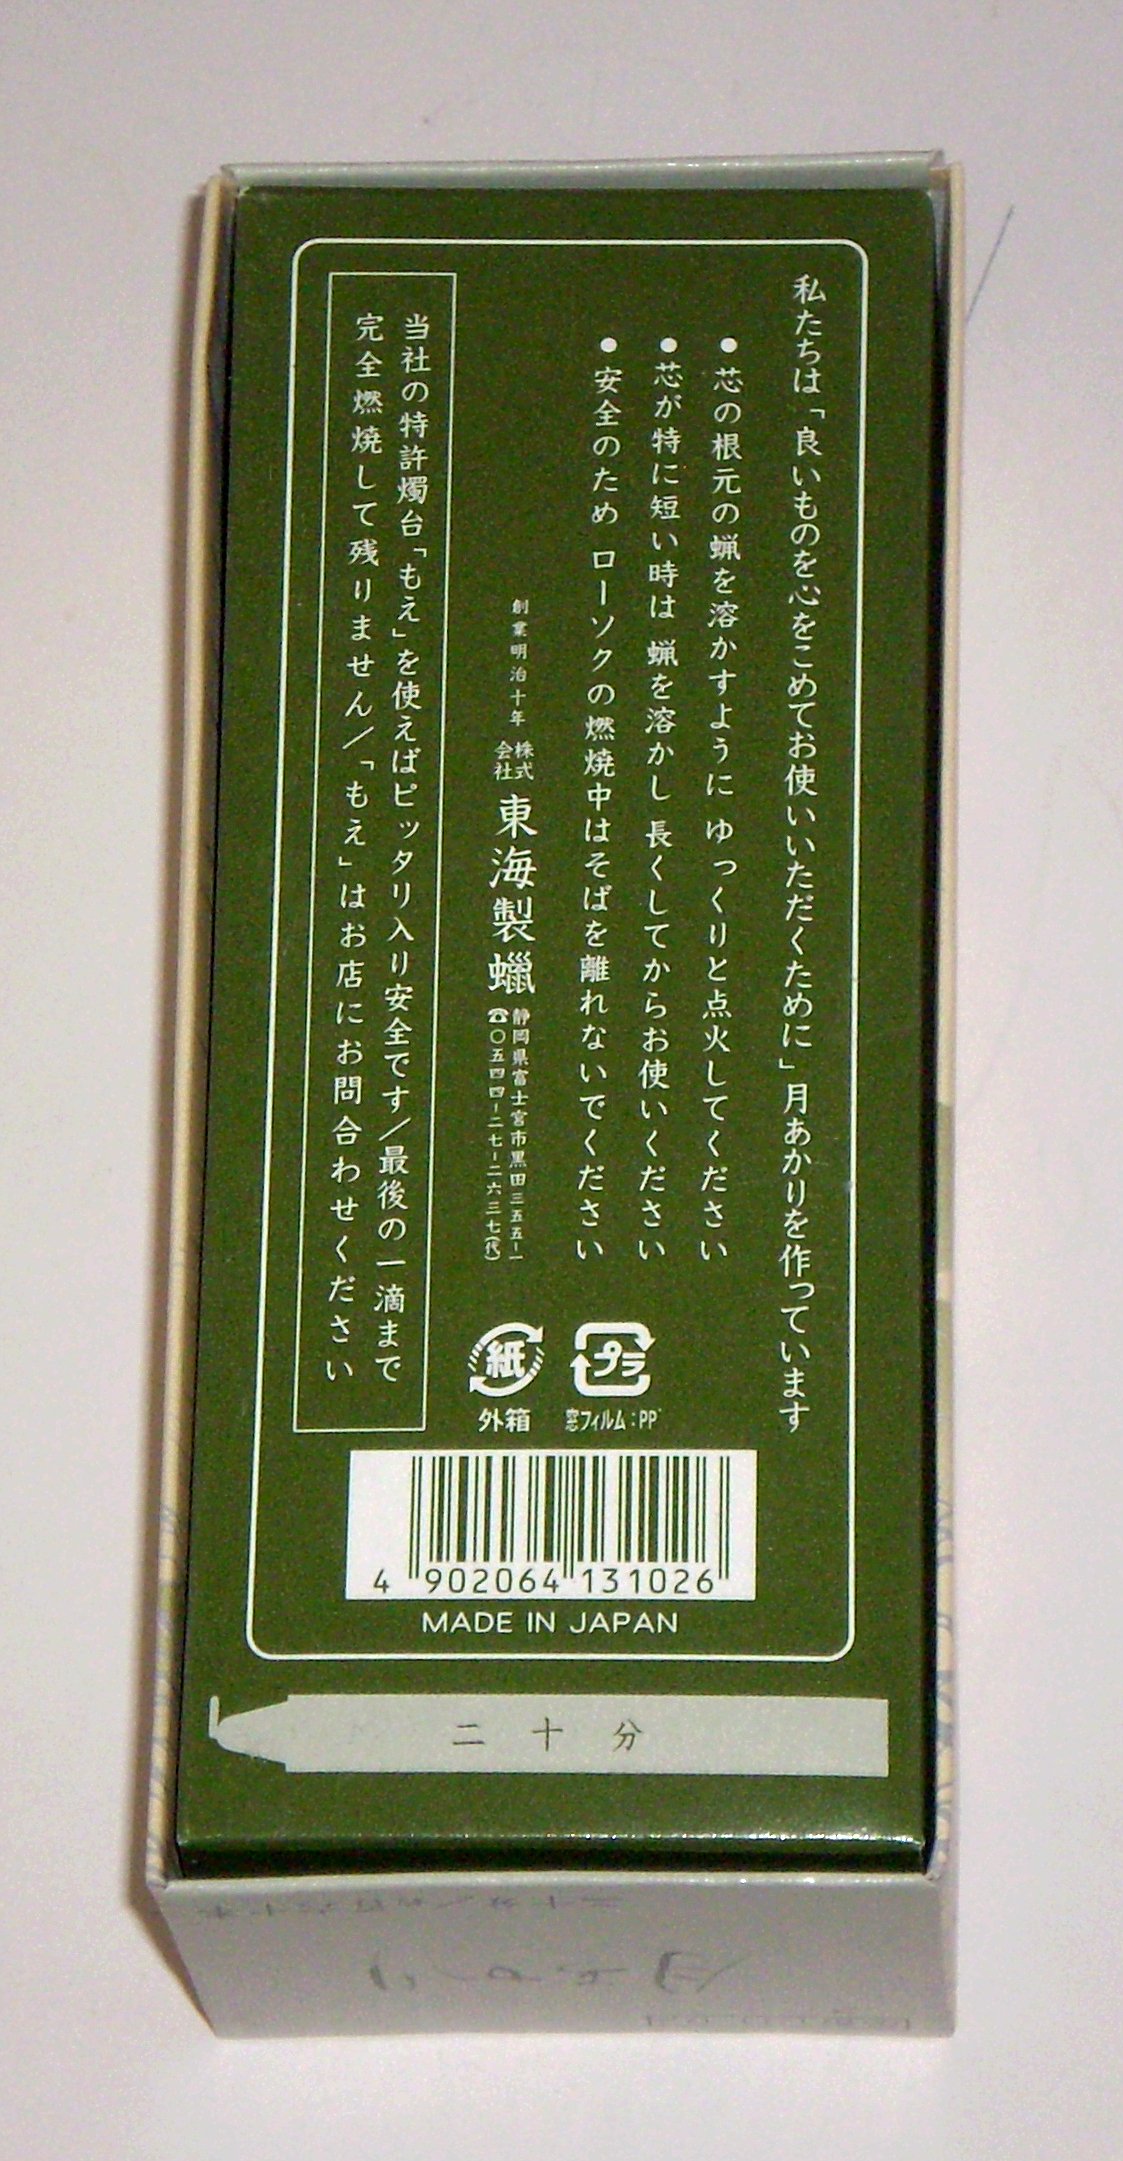 私たちは「良いものを心をこめてお使いいただくために」月あかりを作っています
● 芯の根元の蝋を溶かすように ゆっくりと点火してください
● 芯が特に短い時は 蝋を溶かし 長くしてからお使いください
● 安全のため ローソクの燃焼中はそばを離れないでください
創業明治十年 株式会社 東海製蠟
静岡県富士宮市黒田三五五-一
☎〇五四四-二七-二六三七(代)
当社の特許燭台「もえ」を使えばピッタリ入り安全です/最後の一滴まで
完全燃焼して残りません/「もえ」はお店にお問合わせください
紙
外箱
プラ
窓フィルム:PP
4 902064 131026
MADE IN JAPAN
二十分